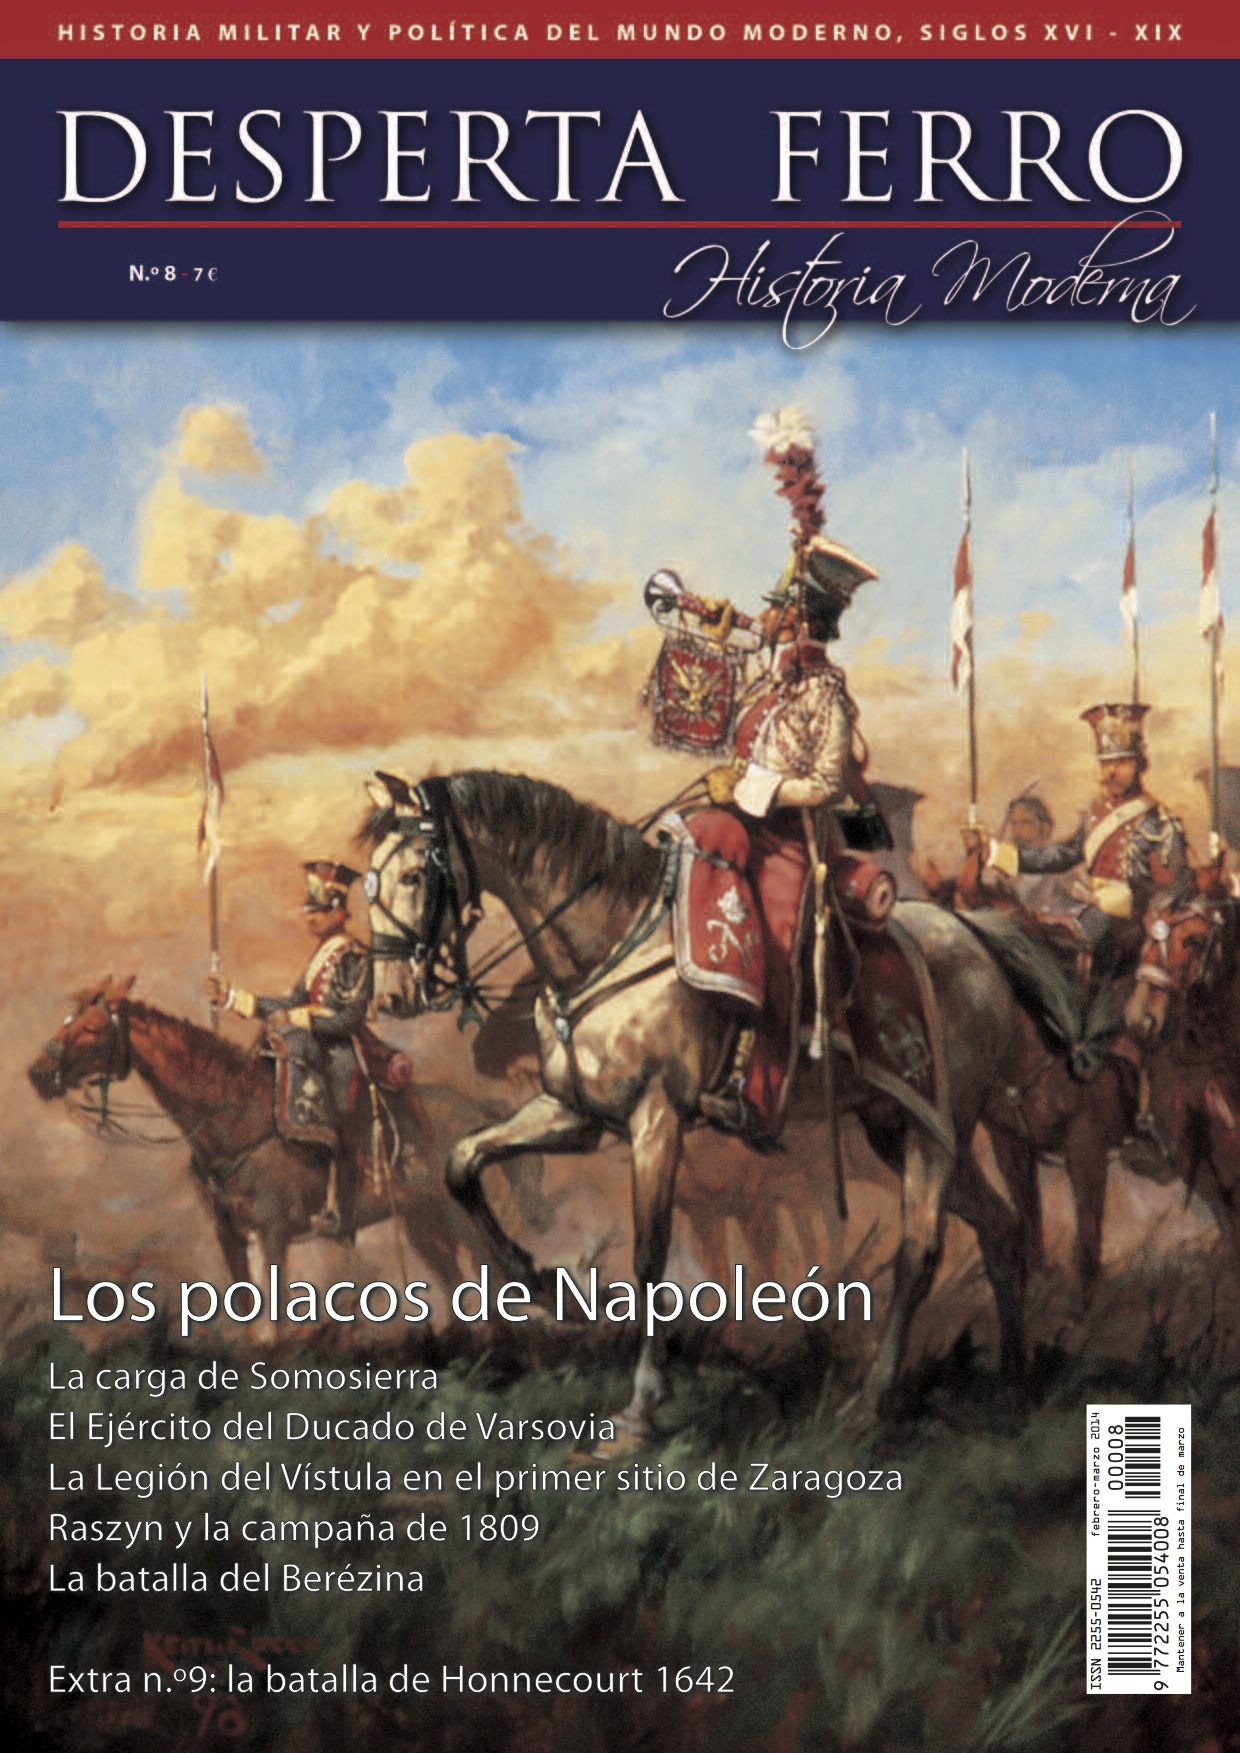 HISTORIA MILITAR Y POLÍTICA DEL MUNDO MODERNO, SIGLOS XVI - XIX
DESPERTA FERRO
Historia Moderna
N.º 8 - 7 €
Los polacos de Napoleón
La carga de Somosierra
El Ejército del Ducado de Varsovia
La Legión del Vístula en el primer sitio de Zaragoza
Raszyn y la campaña de 1809
La batalla del Berézina
Extra n.º9: la batalla de Honnecourt 1642
ISSN 2255-0542 febrero-marzo 2014
00008
9 772255 054008
Mantener a la venta hasta final de marzo
N
98